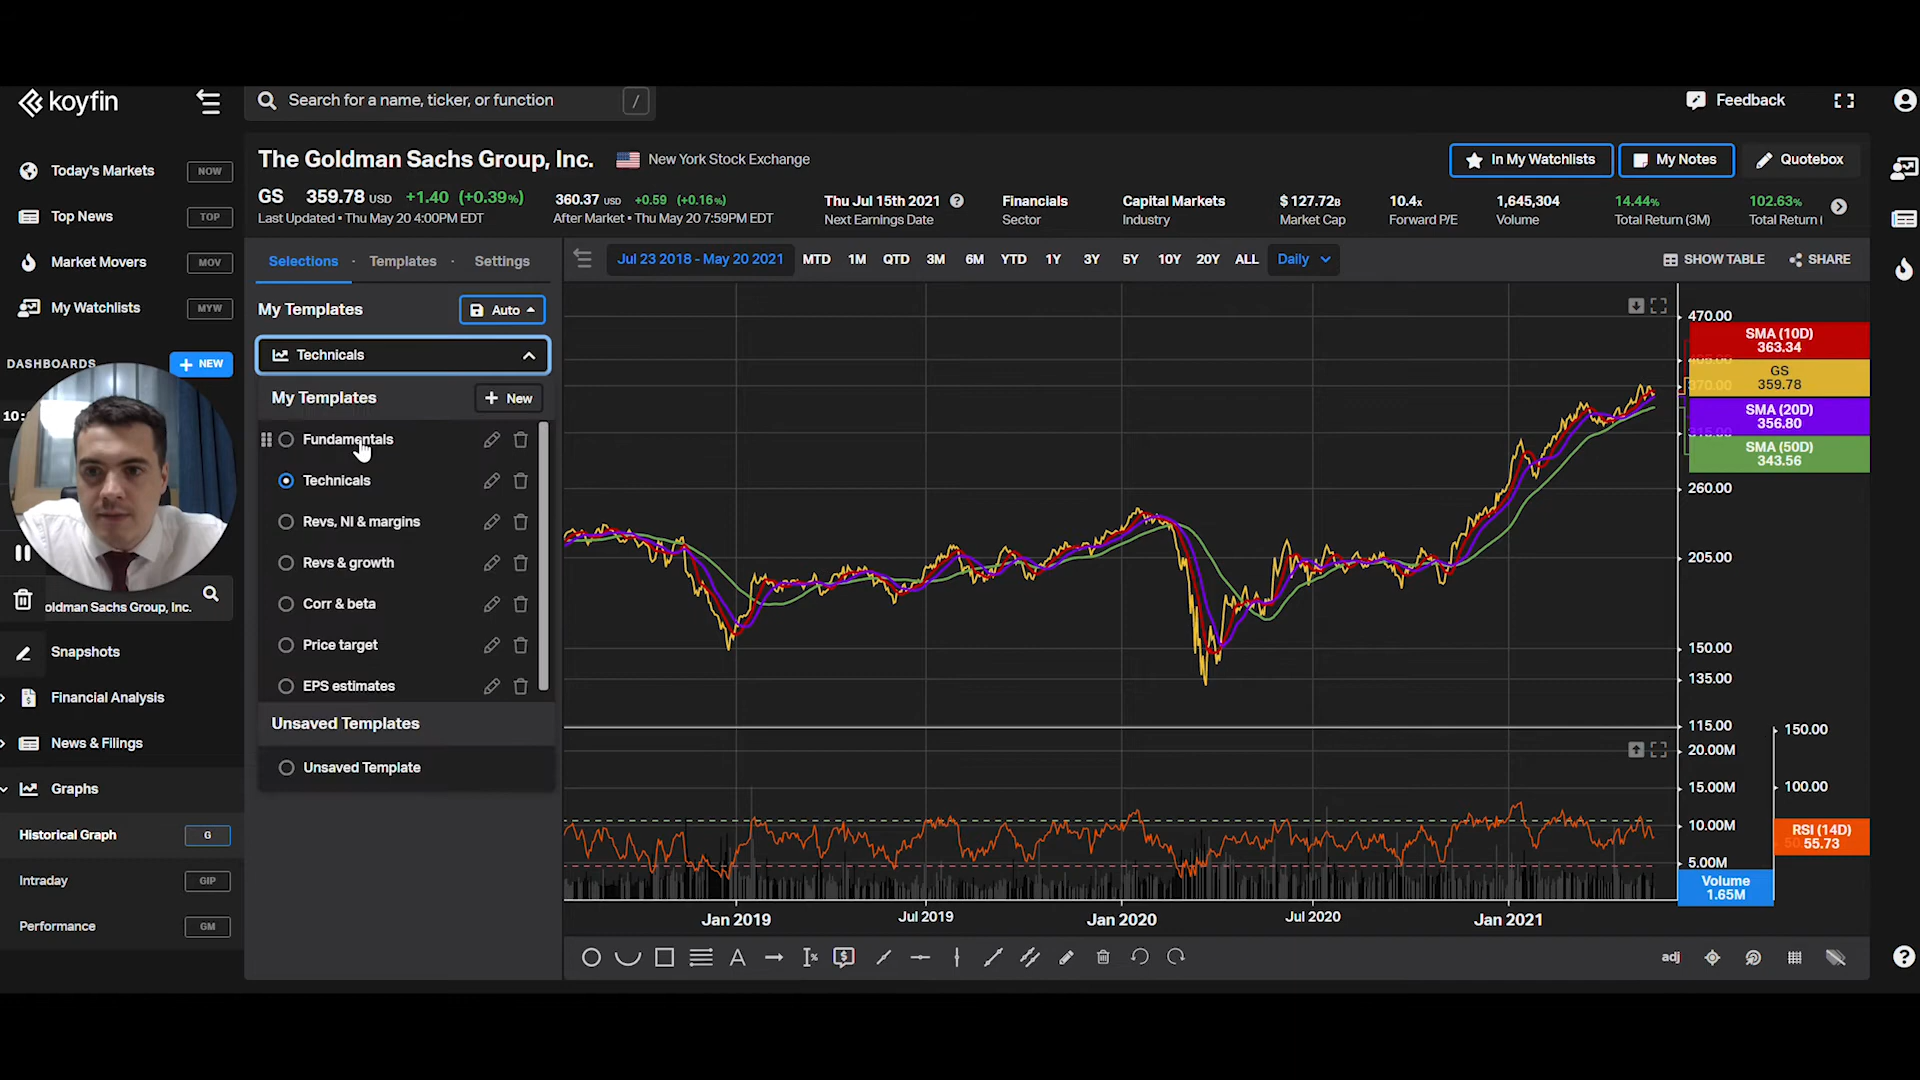 koyfin
Search for a name, ticker, or function /
Feedback
Today's Markets NOW
Top News TOP
Market Movers MOV
My Watchlists MYW
DASHBOARDS + NEW
oldman Sachs Group, Inc.
Snapshots
Financial Analysis
News & Filings
Graphs
Historical Graph G
Intraday GIP
Performance GM
The Goldman Sachs Group, Inc. New York Stock Exchange
In My Watchlists My Notes Quotebox
GS 359.78 USD +1.40 (+0.39%)
Last Updated • Thu May 20 4:00PM EDT
360.37 USD +0.59 (+0.16%)
After Market • Thu May 20 7:59PM EDT
Thu Jul 15th 2021 ?
Next Earnings Date
Financials
Sector
Capital Markets
Industry
$ 127.72B
Market Cap
10.4x
Forward P/E
1,645,304
Volume
14.44%
Total Return (3M)
102.63%
Total Return (
Selections · Templates · Settings
My Templates Auto
Technicals
My Templates + New
Fundamentals
Technicals
Revs, NI & margins
Revs & growth
Corr & beta
Price target
EPS estimates
Unsaved Templates
Unsaved Template
Jul 23 2018 - May 20 2021 MTD 1M QTD 3M 6M YTD 1Y 3Y 5Y 10Y 20Y ALL Daily
SHOW TABLE SHARE
470.00
SMA (10D)
363.34
GS
359.78
370.00
SMA (20D)
356.80
315.00
SMA (50D)
343.56
260.00
205.00
150.00
135.00
115.00
150.00
20.00M
15.00M
100.00
10.00M
RSI (14D)
55.73
5.00M
Volume
1.65M
Jan 2019 Jul 2019 Jan 2020 Jul 2020 Jan 2021
A % $ adj ?